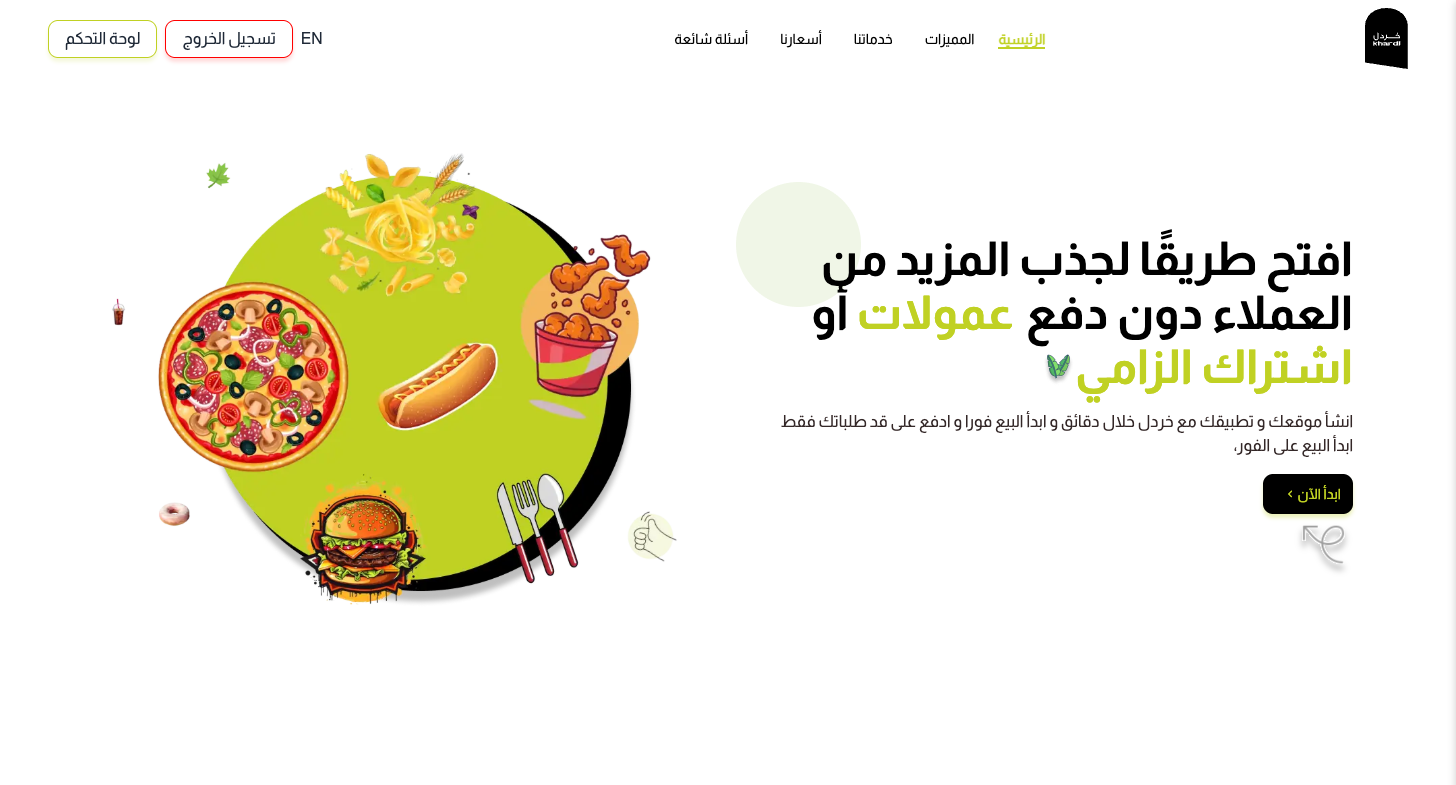 خردل
khardl
الرئيسية
المميزات
خدماتنا
أسعارنا
أسئلة شائعة
EN
تسجيل الخروج
لوحة التحكم
افتح طريقًا لجذب المزيد من
العملاء دون دفع عمولات أو
اشتراك الزامي
انشأ موقعك و تطبيقك مع خردل خلال دقائق و ابدأ البيع فورا و ادفع على قد طلباتك فقط
ابدأ البيع على الفور،
ابدأ الآن